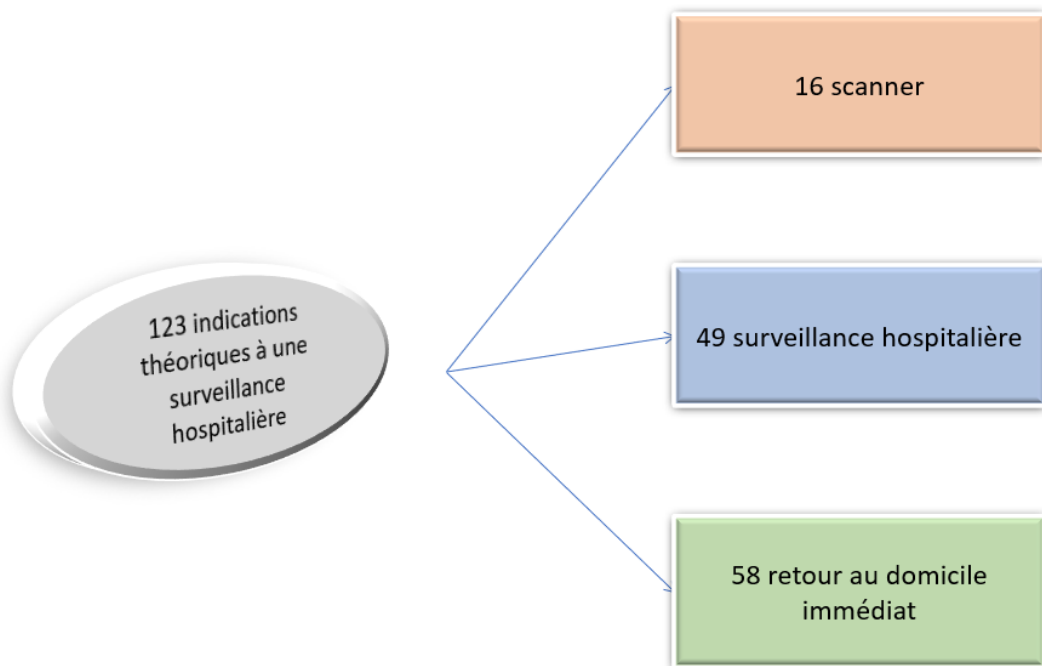 123 indications
théoriques à une
surveillance
hospitalière
16 scanner
49 surveillance hospitalière
58 retour au domicile
immédiat